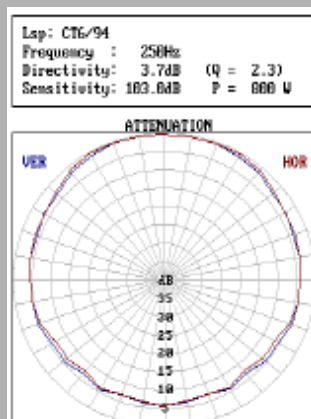 Lsp: CT6/94
Frequency : 250Hz
Directivity: 3.7dB (Q = 2.3)
Sensitivity: 103.0dB P = 800 W
ATTENUATION
VER HOR
dB
35
30
25
20
15
10